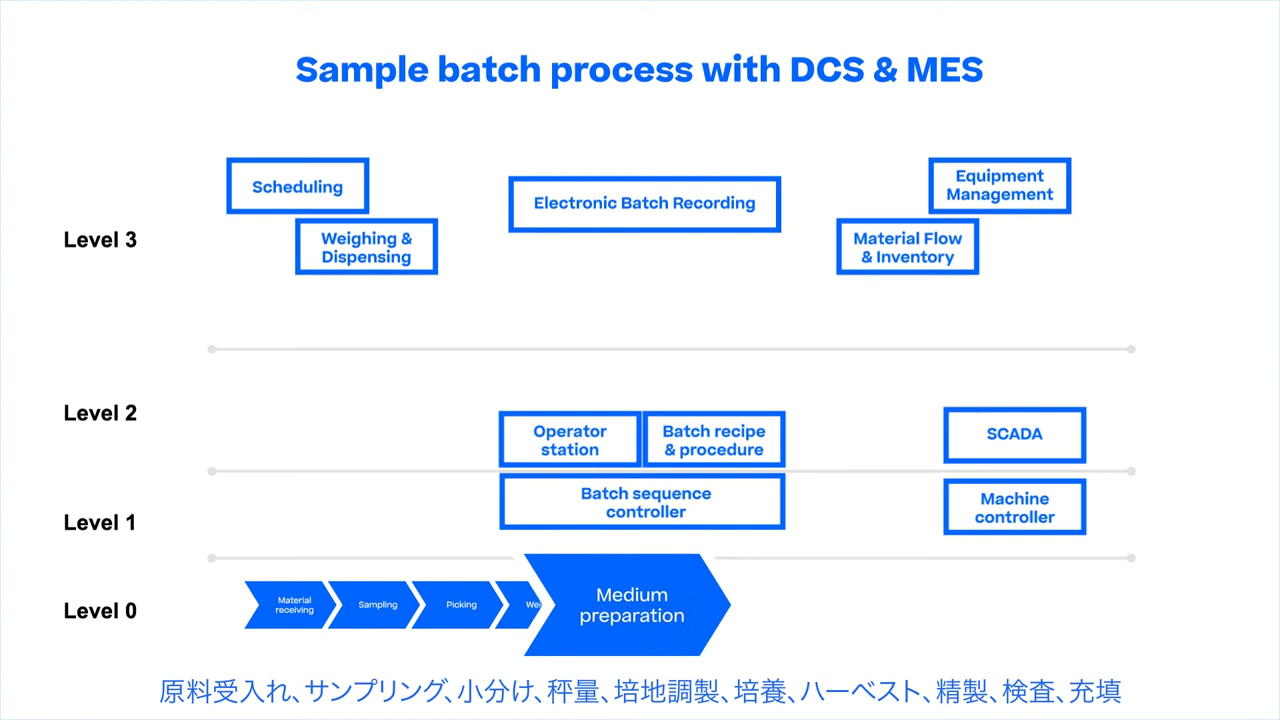 Sample batch process with DCS & MES
Scheduling
Electronic Batch Recording
Equipment
Management
Level 3
Weighing &
Dispensing
Material Flow
& Inventory
Level 2
Operator
station
Batch recipe
& procedure
SCADA
Level 1
Batch sequence
controller
Machine
controller
Level 0
Material
receiving
Sampling
Picking
Medium
preparation
原料受入れ、サンプリング、小分け、秤量、培地調製、培養、ハーベスト、精製、検査、充填